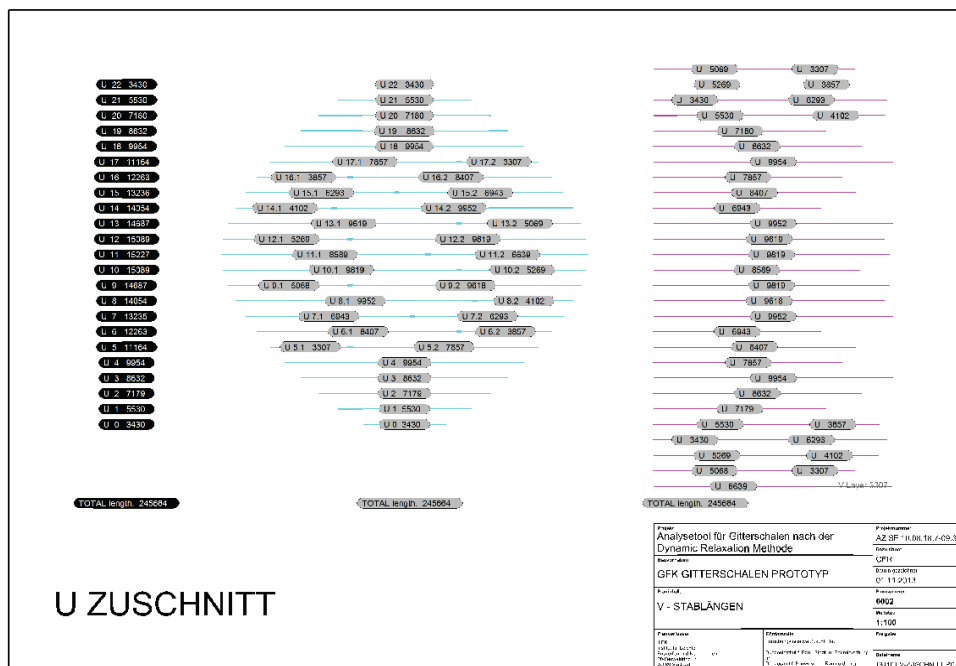 U 22 3430
U 21 5530
U 20 7180
U 19 8632
U 18 9954
U 17 11164
U 16 12263
U 15 13236
U 14 14054
U 13 14687
U 12 15089
U 11 15227
U 10 15089
U 9 14687
U 8 14054
U 7 13235
U 6 12263
U 5 11164
U 4 9954
U 3 8632
U 2 7179
U 1 5530
U 0 3430
TOTAL length. 245684
U 22 3430
U 21 5530
U 20 7180
U 19 8632
U 18 9954
U 17.1 7857 U 17.2 3307
U 16.1 3857 U 16.2 8407
U 15.1 6293 U 15.2 6943
U 14.1 4102 U 14.2 9952
U 13.1 9619 U 13.2 5069
U 12.1 5269 U 12.2 9819
U 11.1 8589 U 11.2 6639
U 10.1 9819 U 10.2 5269
U 9.1 5068 U 9.2 9618
U 8.1 9952 U 8.2 4102
U 7.1 6943 U 7.2 6293
U 6.1 8407 U 6.2 3857
U 5.1 3307 U 5.2 7857
U 4 9954
U 3 8632
U 2 7179
U 1 5530
U 0 3430
TOTAL length. 245684
U 5069 U 3307
U 5269 U 3857
U 3430 U 6293
U 5530 U 4102
U 7180
U 8632
U 9954
U 7857
U 8407
U 6943
U 9952
U 9819
U 9819
U 8589
U 9819
U 9618
U 9952
U 6943
U 8407
U 7857
U 9954
U 8632
U 7179
U 5530 U 3857
U 3430 U 6293
U 5269 U 4102
U 5068 U 3307
U 6639
V Layer 3307
TOTAL length. 245684
U ZUSCHNITT
Projekt
Analysetool für Gitterschalen nach der
Dynamic Relaxation Methode
GFK GITTERSCHALEN PROTOTYP
V - STABLÄNGEN
Projektnummer
01.11.2013
0002
1:100